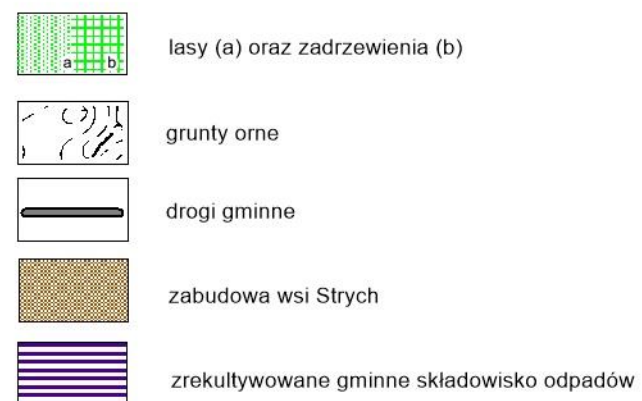 a b
lasy (a) oraz zadrzewienia (b)
grunty orne
drogi gminne
zabudowa wsi Strych
zrekultywowane gminne składowisko odpadów